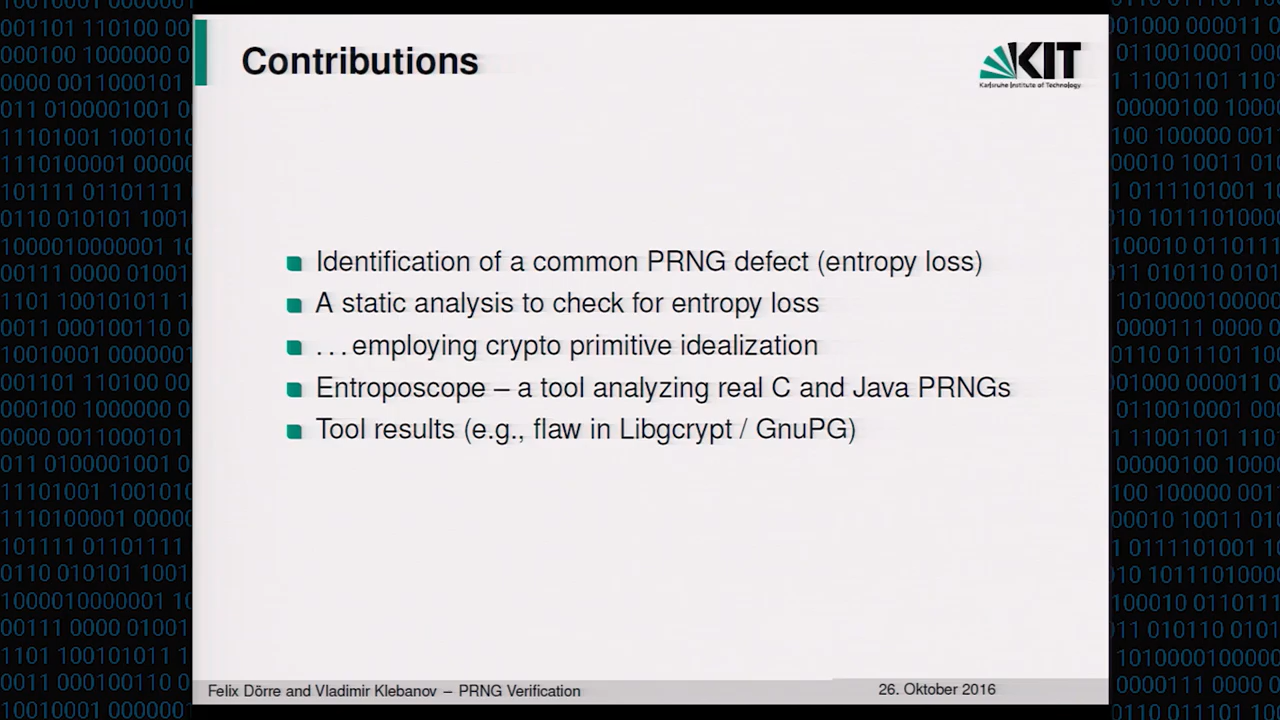 Contributions
KIT
Karlsruhe Institute of Technology
Identification of a common PRNG defect (entropy loss)
A static analysis to check for entropy loss
...employing crypto primitive idealization
Entroposcope – a tool analyzing real C and Java PRNGs
Tool results (e.g., flaw in Libgcrypt / GnuPG)
Felix Dörre and Vladimir Klebanov – PRNG Verification
26. Oktober 2016